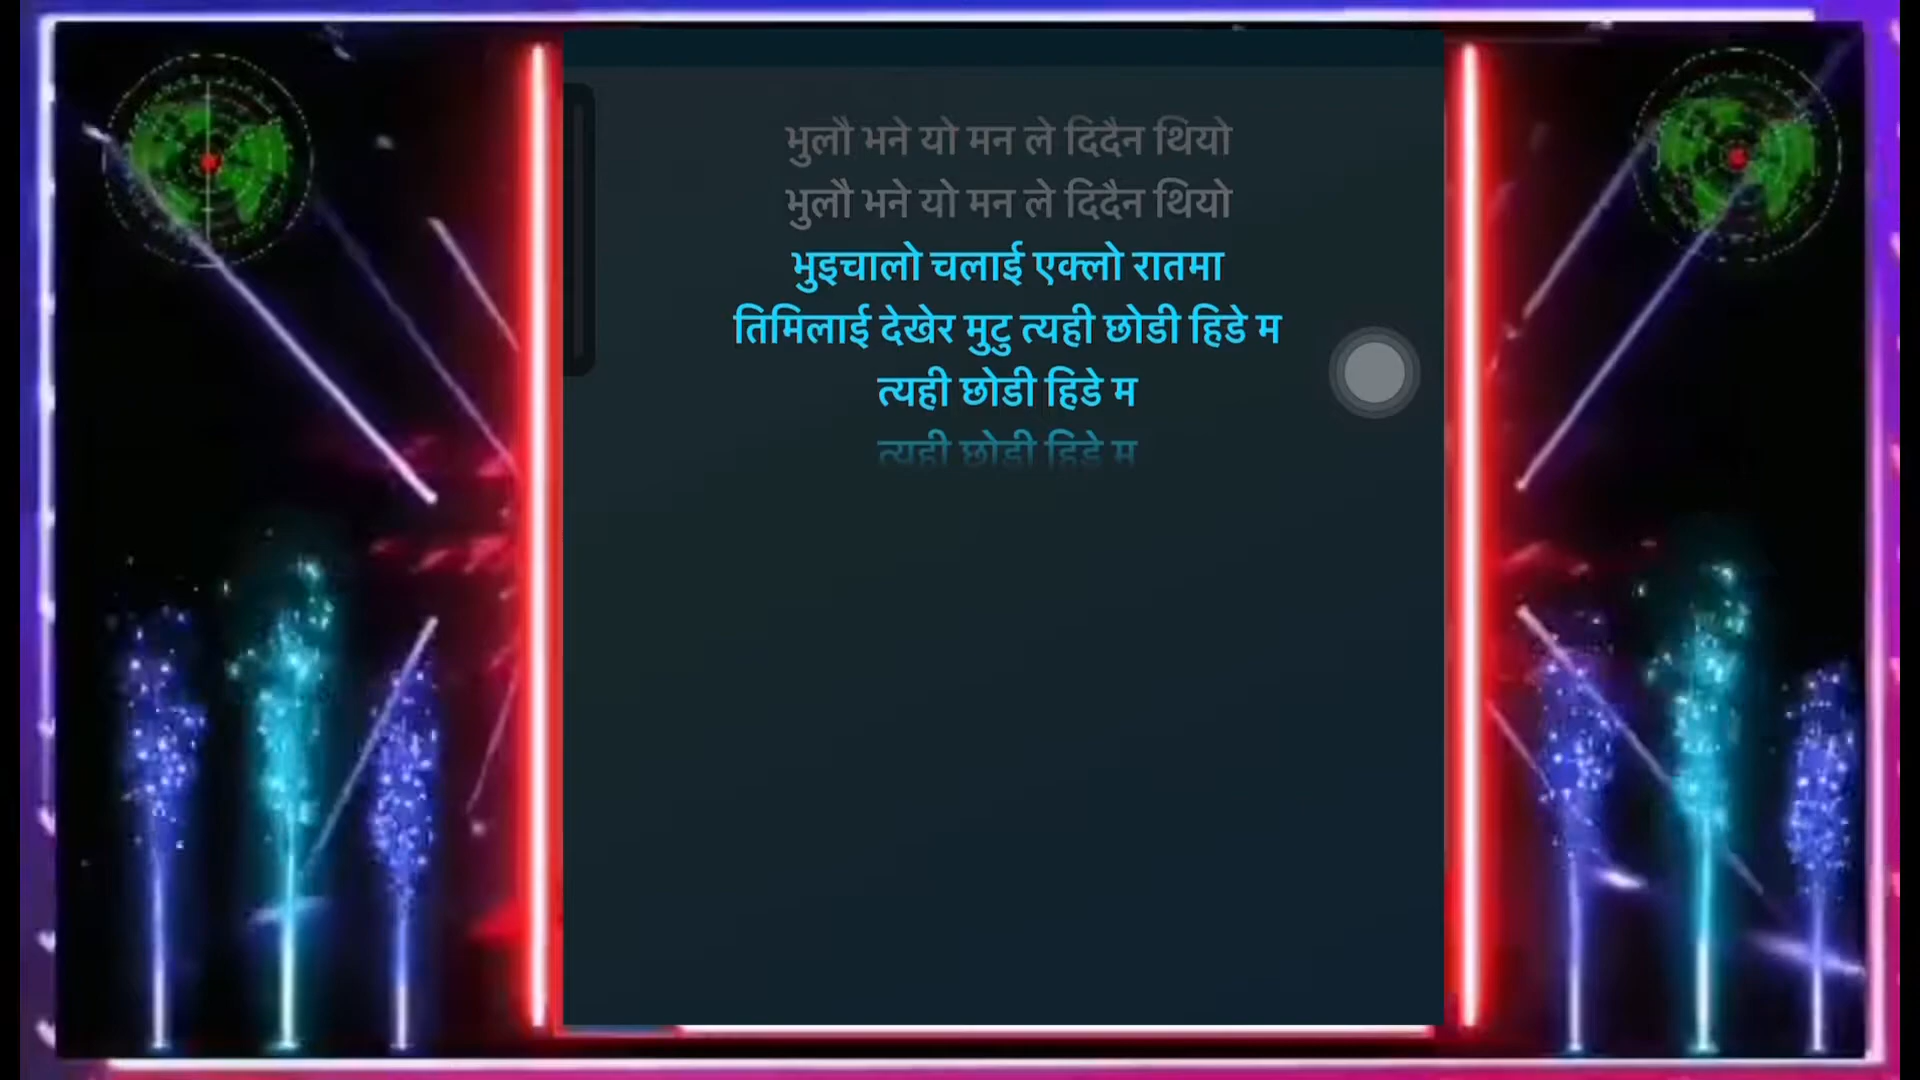 भुलौ भने यो मन ले दिदैन थियो
भुलौ भने यो मन ले दिदैन थियो
भुइचालो चलाई एक्लो रातमा
तिमिलाई देखेर मुटु त्यही छोडी हिडे म
त्यही छोडी हिडे म
त्यही छोडी हिडे म